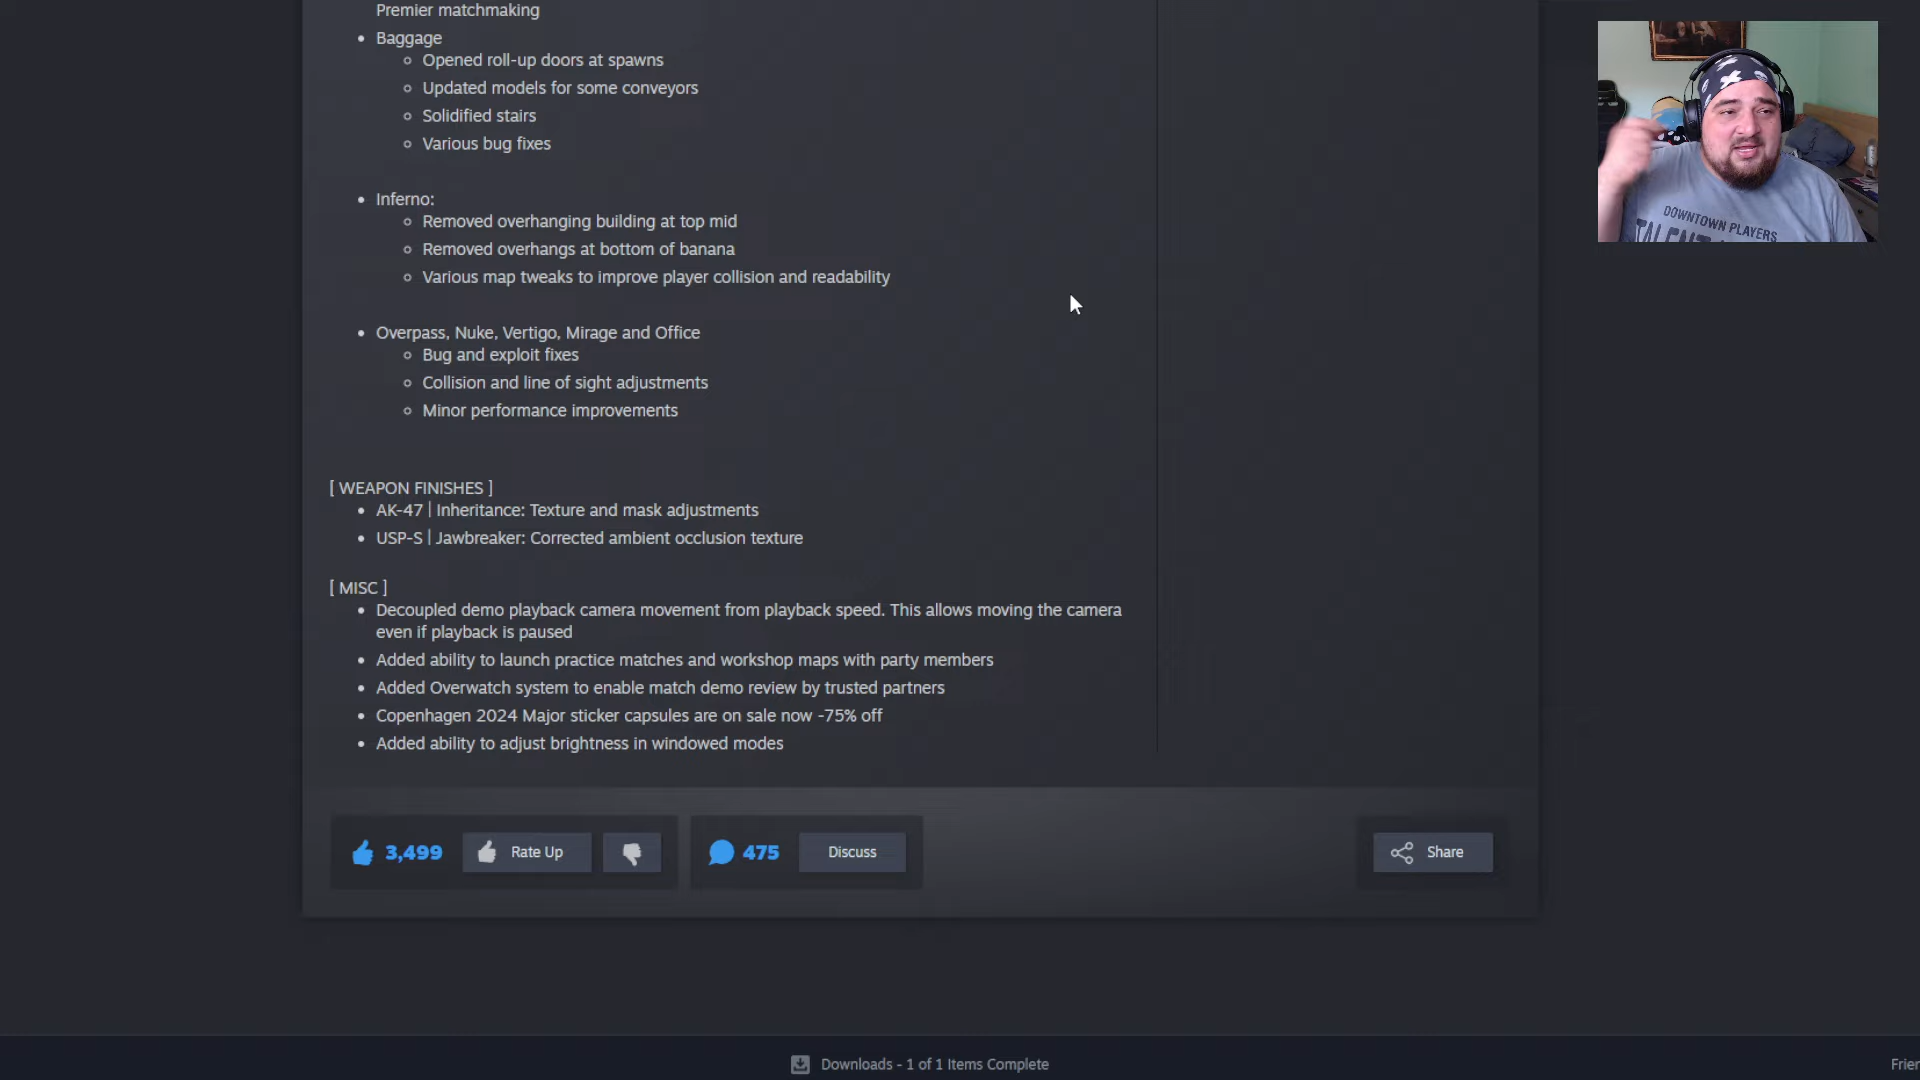 Premier matchmaking
• Baggage
◦ Opened roll-up doors at spawns
◦ Updated models for some conveyors
◦ Solidified stairs
◦ Various bug fixes
• Inferno:
◦ Removed overhanging building at top mid
◦ Removed overhangs at bottom of banana
◦ Various map tweaks to improve player collision and readability
• Overpass, Nuke, Vertigo, Mirage and Office
◦ Bug and exploit fixes
◦ Collision and line of sight adjustments
◦ Minor performance improvements
[ WEAPON FINISHES ]
• AK-47 | Inheritance: Texture and mask adjustments
• USP-S | Jawbreaker: Corrected ambient occlusion texture
[ MISC ]
• Decoupled demo playback camera movement from playback speed. This allows moving the camera
even if playback is paused
• Added ability to launch practice matches and workshop maps with party members
• Added Overwatch system to enable match demo review by trusted partners
• Copenhagen 2024 Major sticker capsules are on sale now -75% off
• Added ability to adjust brightness in windowed modes
3,499 Rate Up 475 Discuss Share
Downloads - 1 of 1 Items Complete
Frier
DOWNTOWN PLAYERS